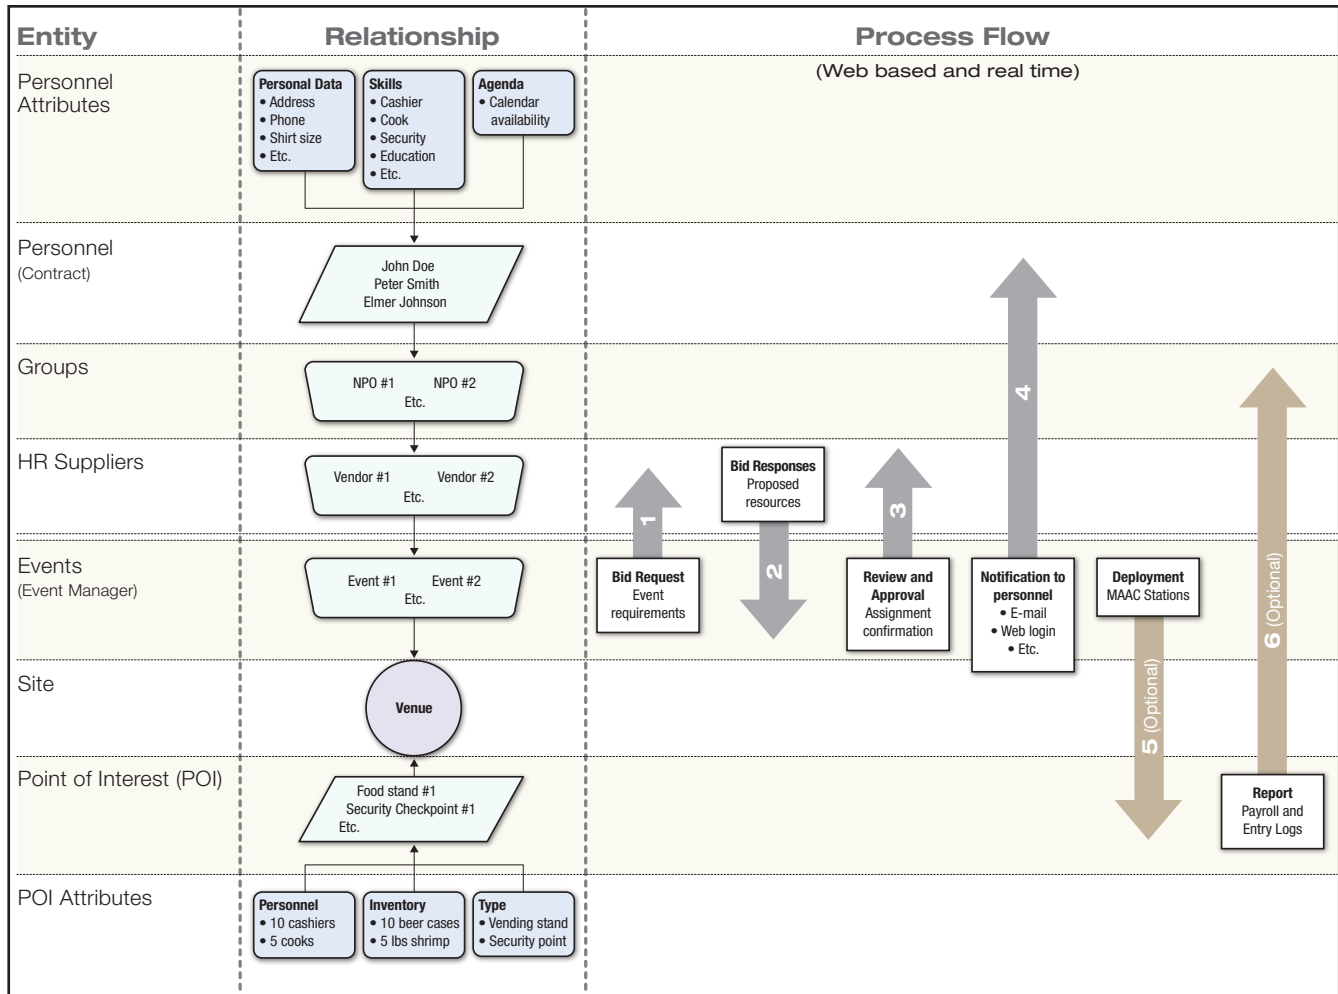 Entity
Relationship
Process Flow
(Web based and real time)
Personnel
Attributes
Personal Data
• Address
• Phone
• Shirt size
• Etc.
Skills
• Cashier
• Cook
• Security
• Education
• Etc.
Agenda
• Calendar
availability
Personnel
(Contract)
John Doe
Peter Smith
Elmer Johnson
Groups
NPO #1 NPO #2
Etc.
HR Suppliers
Vendor #1 Vendor #2
Etc.
Events
(Event Manager)
Event #1 Event #2
Etc.
Site
Venue
Point of Interest (POI)
Food stand #1
Security Checkpoint #1
Etc.
POI Attributes
Personnel
• 10 cashiers
• 5 cooks
Inventory
• 10 beer cases
• 5 lbs shrimp
Type
• Vending stand
• Security point
1
Bid Request
Event
requirements
Bid Responses
Proposed
resources
2
3
Review and
Approval
Assignment
confirmation
4
Notification to
personnel
• E-mail
• Web login
• Etc.
Deployment
MAAC Stations
5 (Optional)
6 (Optional)
Report
Payroll and
Entry Logs